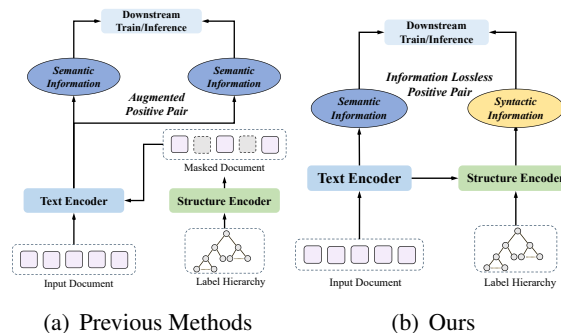 Downstream
Train/Inference
Semantic
Information
Semantic
Information
Augmented
Positive Pair
Masked Document
Text Encoder
Structure Encoder
Input Document
Label Hierarchy
(a) Previous Methods
Downstream
Train/Inference
Information Lossless
Positive Pair
Semantic
Information
Syntactic
Information
Text Encoder
Structure Encoder
Input Document
Label Hierarchy
(b) Ours